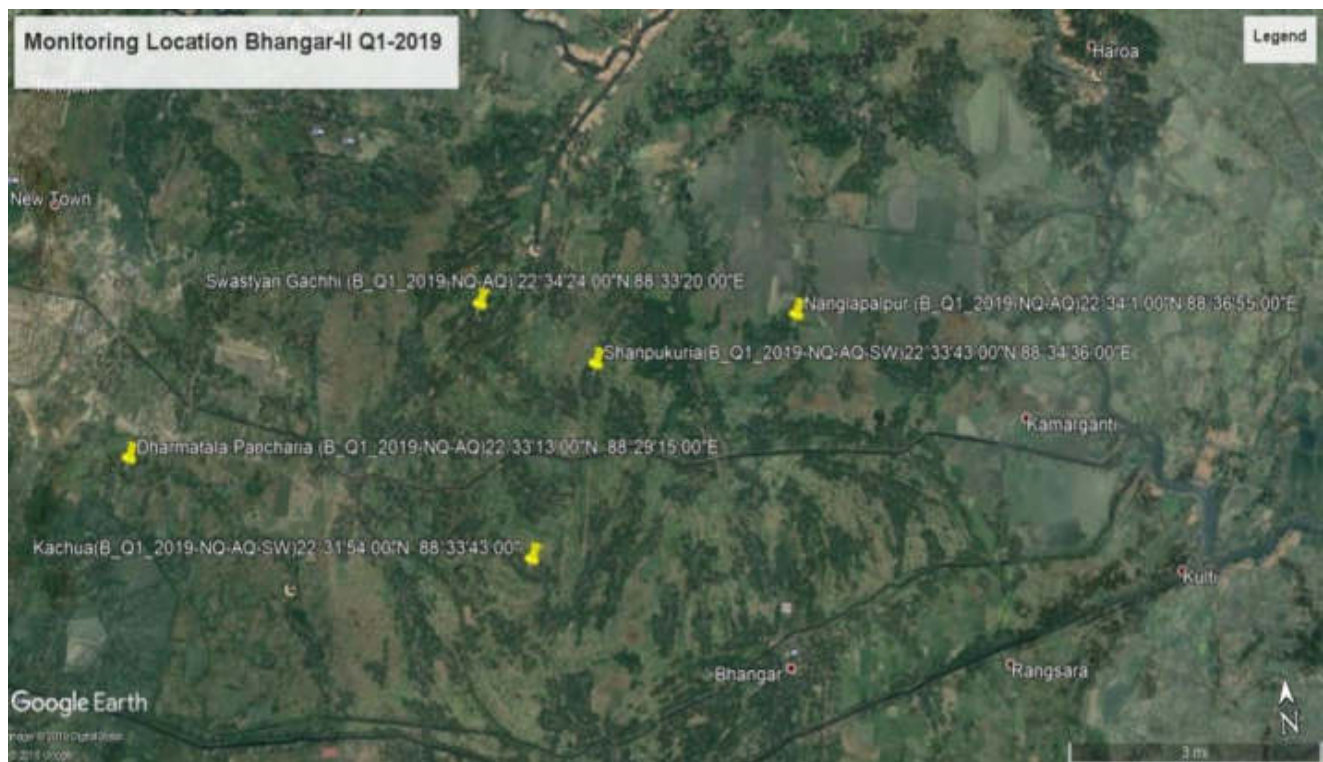 Monitoring Location Bhangar-II Q1-2019
Legend
Haroa
New Town
Swastyan Gachhi (B_Q1_2019-NQ-AQ) 22°34'24.00"N 88°33'20.00"E
Nanglapalpur (B_Q1_2019-NQ-AQ)22°34'1.00"N 88°36'55.00"E
Shanpukuria(B_Q1_2019-NQ-AQ-SW)22°33'43.00"N 88°34'36.00"E
Kamarganti
Dharmatala Pancharia (B_Q1_2019-NQ-AQ)22°33'13.00"N 88°29'15.00"E
Kachua(B_Q1_2019-NQ-AQ-SW)22°31'54.00"N 88°33'43.00"
Kulti
Bhangar
Rangsara
Google Earth
N
3 mi